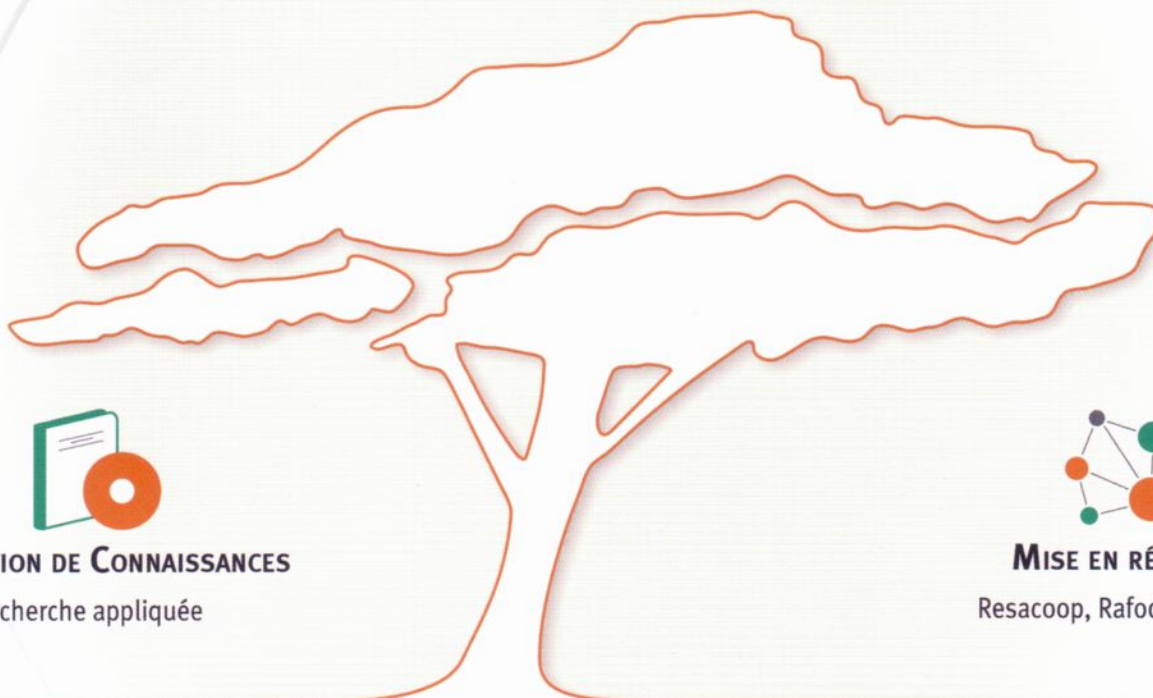 ION DE CONNAISSANCES
cherche appliquée
MISE EN RÉ
Resacoop, Rafoc